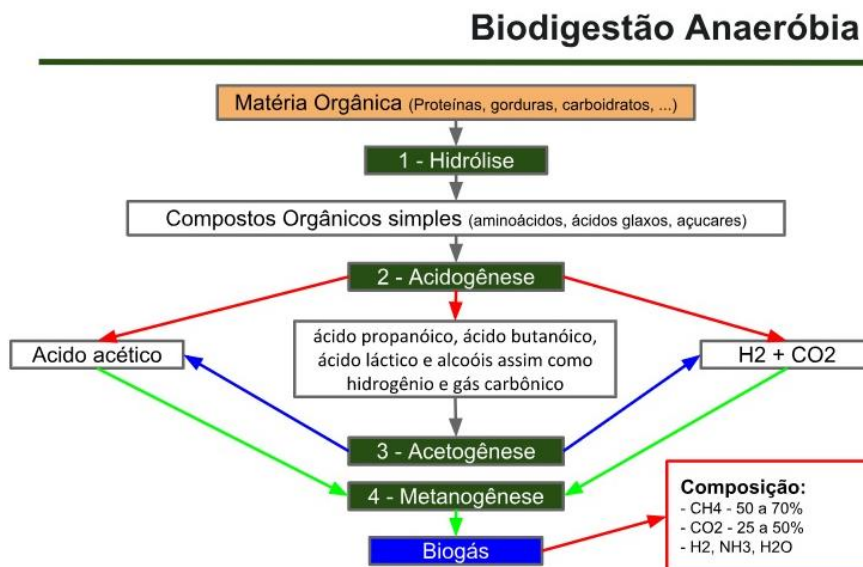 Biodigestão Anaeróbia
Matéria Orgânica (Proteínas, gorduras, carboidratos, ...)
1 - Hidrólise
Compostos Orgânicos simples (aminoácidos, ácidos glaxos, açucares)
2 - Acidogênese
Acido acético
ácido propanóico, ácido butanóico,
ácido láctico e alcoóis assim como
hidrogênio e gás carbônico
H2 + CO2
3 - Acetogênese
4 - Metanogênese
Biogás
Composição:
- CH4 - 50 a 70%
- CO2 - 25 a 50%
- H2, NH3, H2O